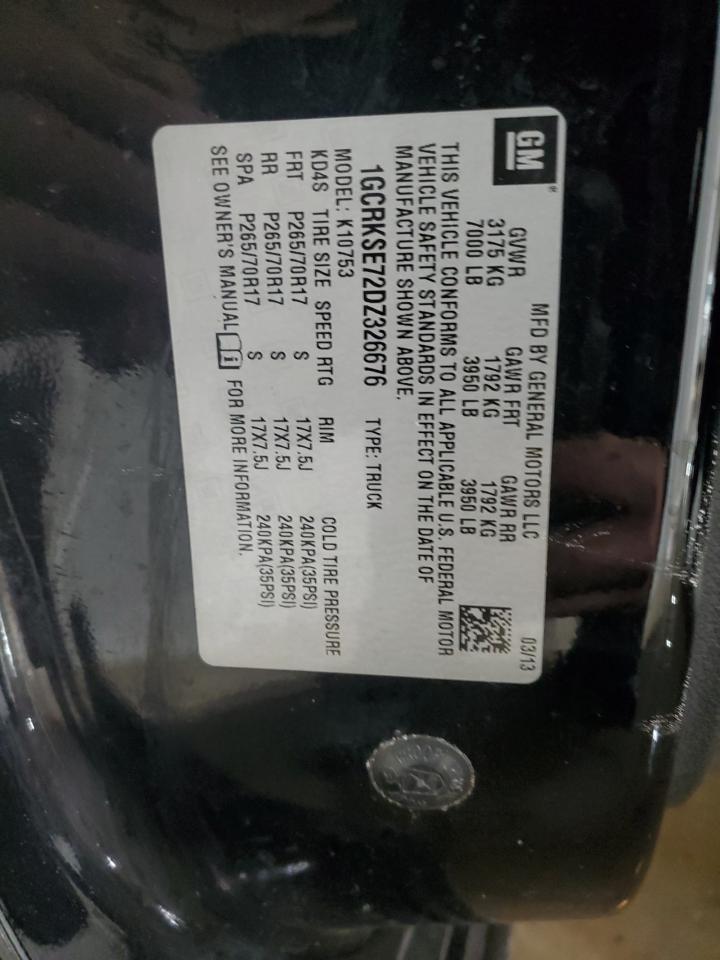 GM
MFD BY GENERAL MOTORS LLC 03/13
GVWR GAWR FRT GAWR RR
3175 KG 1792 KG 1792 KG
7000 LB 3950 LB 3950 LB
THIS VEHICLE CONFORMS TO ALL APPLICABLE U.S. FEDERAL MOTOR
VEHICLE SAFETY STANDARDS IN EFFECT ON THE DATE OF
MANUFACTURE SHOWN ABOVE.
1GCRKSE72DZ326676 TYPE: TRUCK
MODEL: K10753
KD4S TIRE SIZE SPEED RTG RIM COLD TIRE PRESSURE
FRT P265/70R17 S 17X7.5J 240KPA(35PSI)
RR P265/70R17 S 17X7.5J 240KPA(35PSI)
SPA P265/70R17 S 17X7.5J 240KPA(35PSI)
SEE OWNER'S MANUAL i FOR MORE INFORMATION.